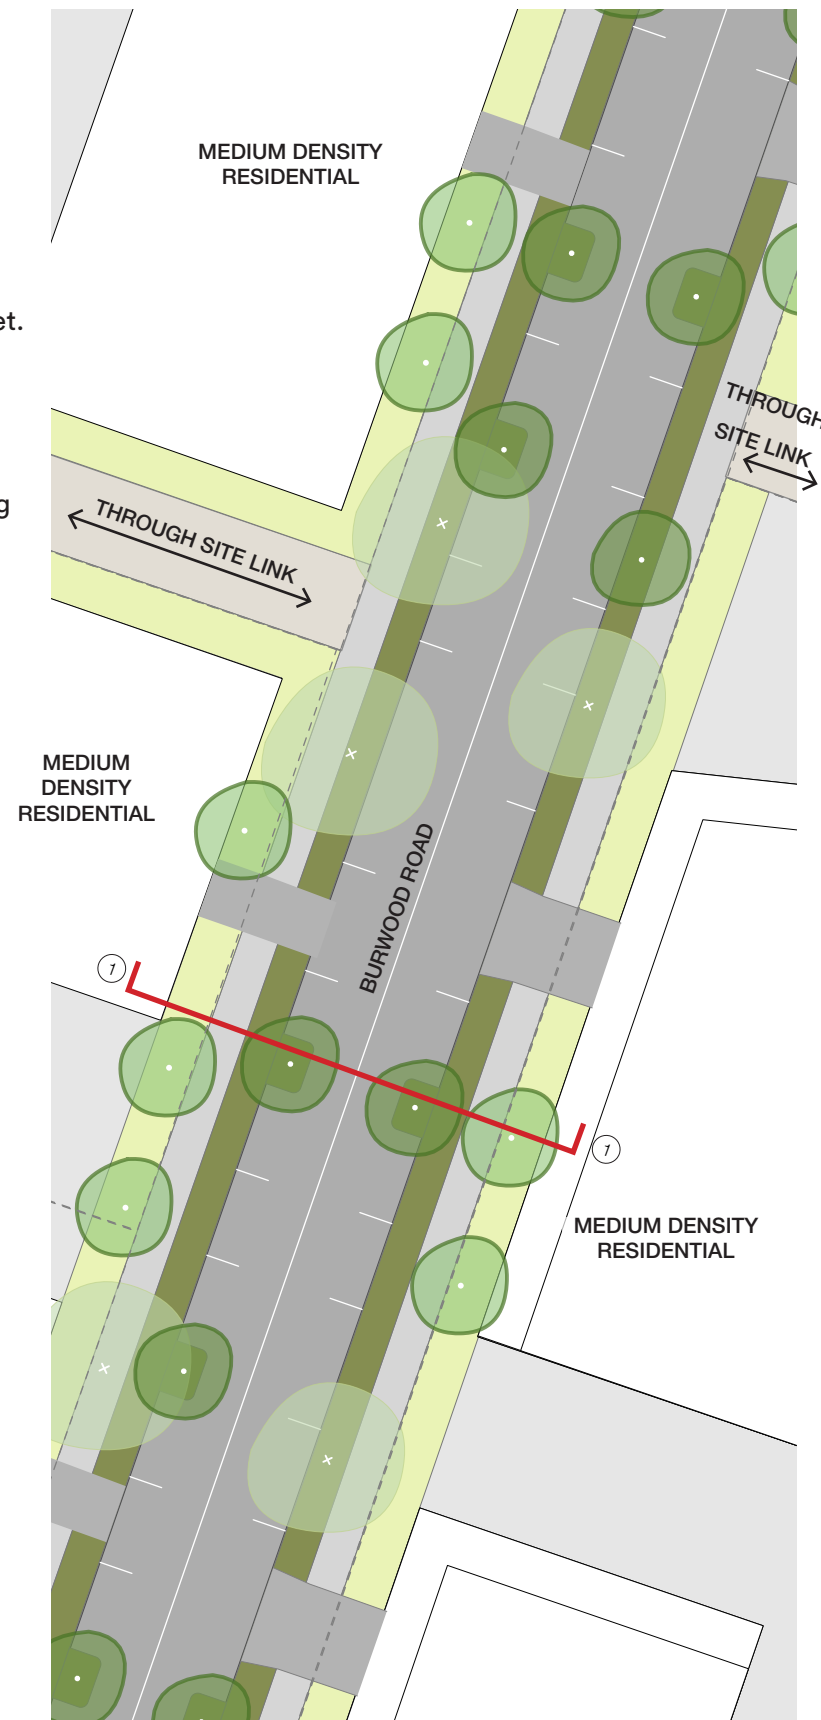 MEDIUM DENSITY
RESIDENTIAL
et.
THROUGH
SITE LINK
g
THROUGH SITE LINK
MEDIUM
DENSITY
RESIDENTIAL
BURWOOD ROAD
1
1
MEDIUM DENSITY
RESIDENTIAL